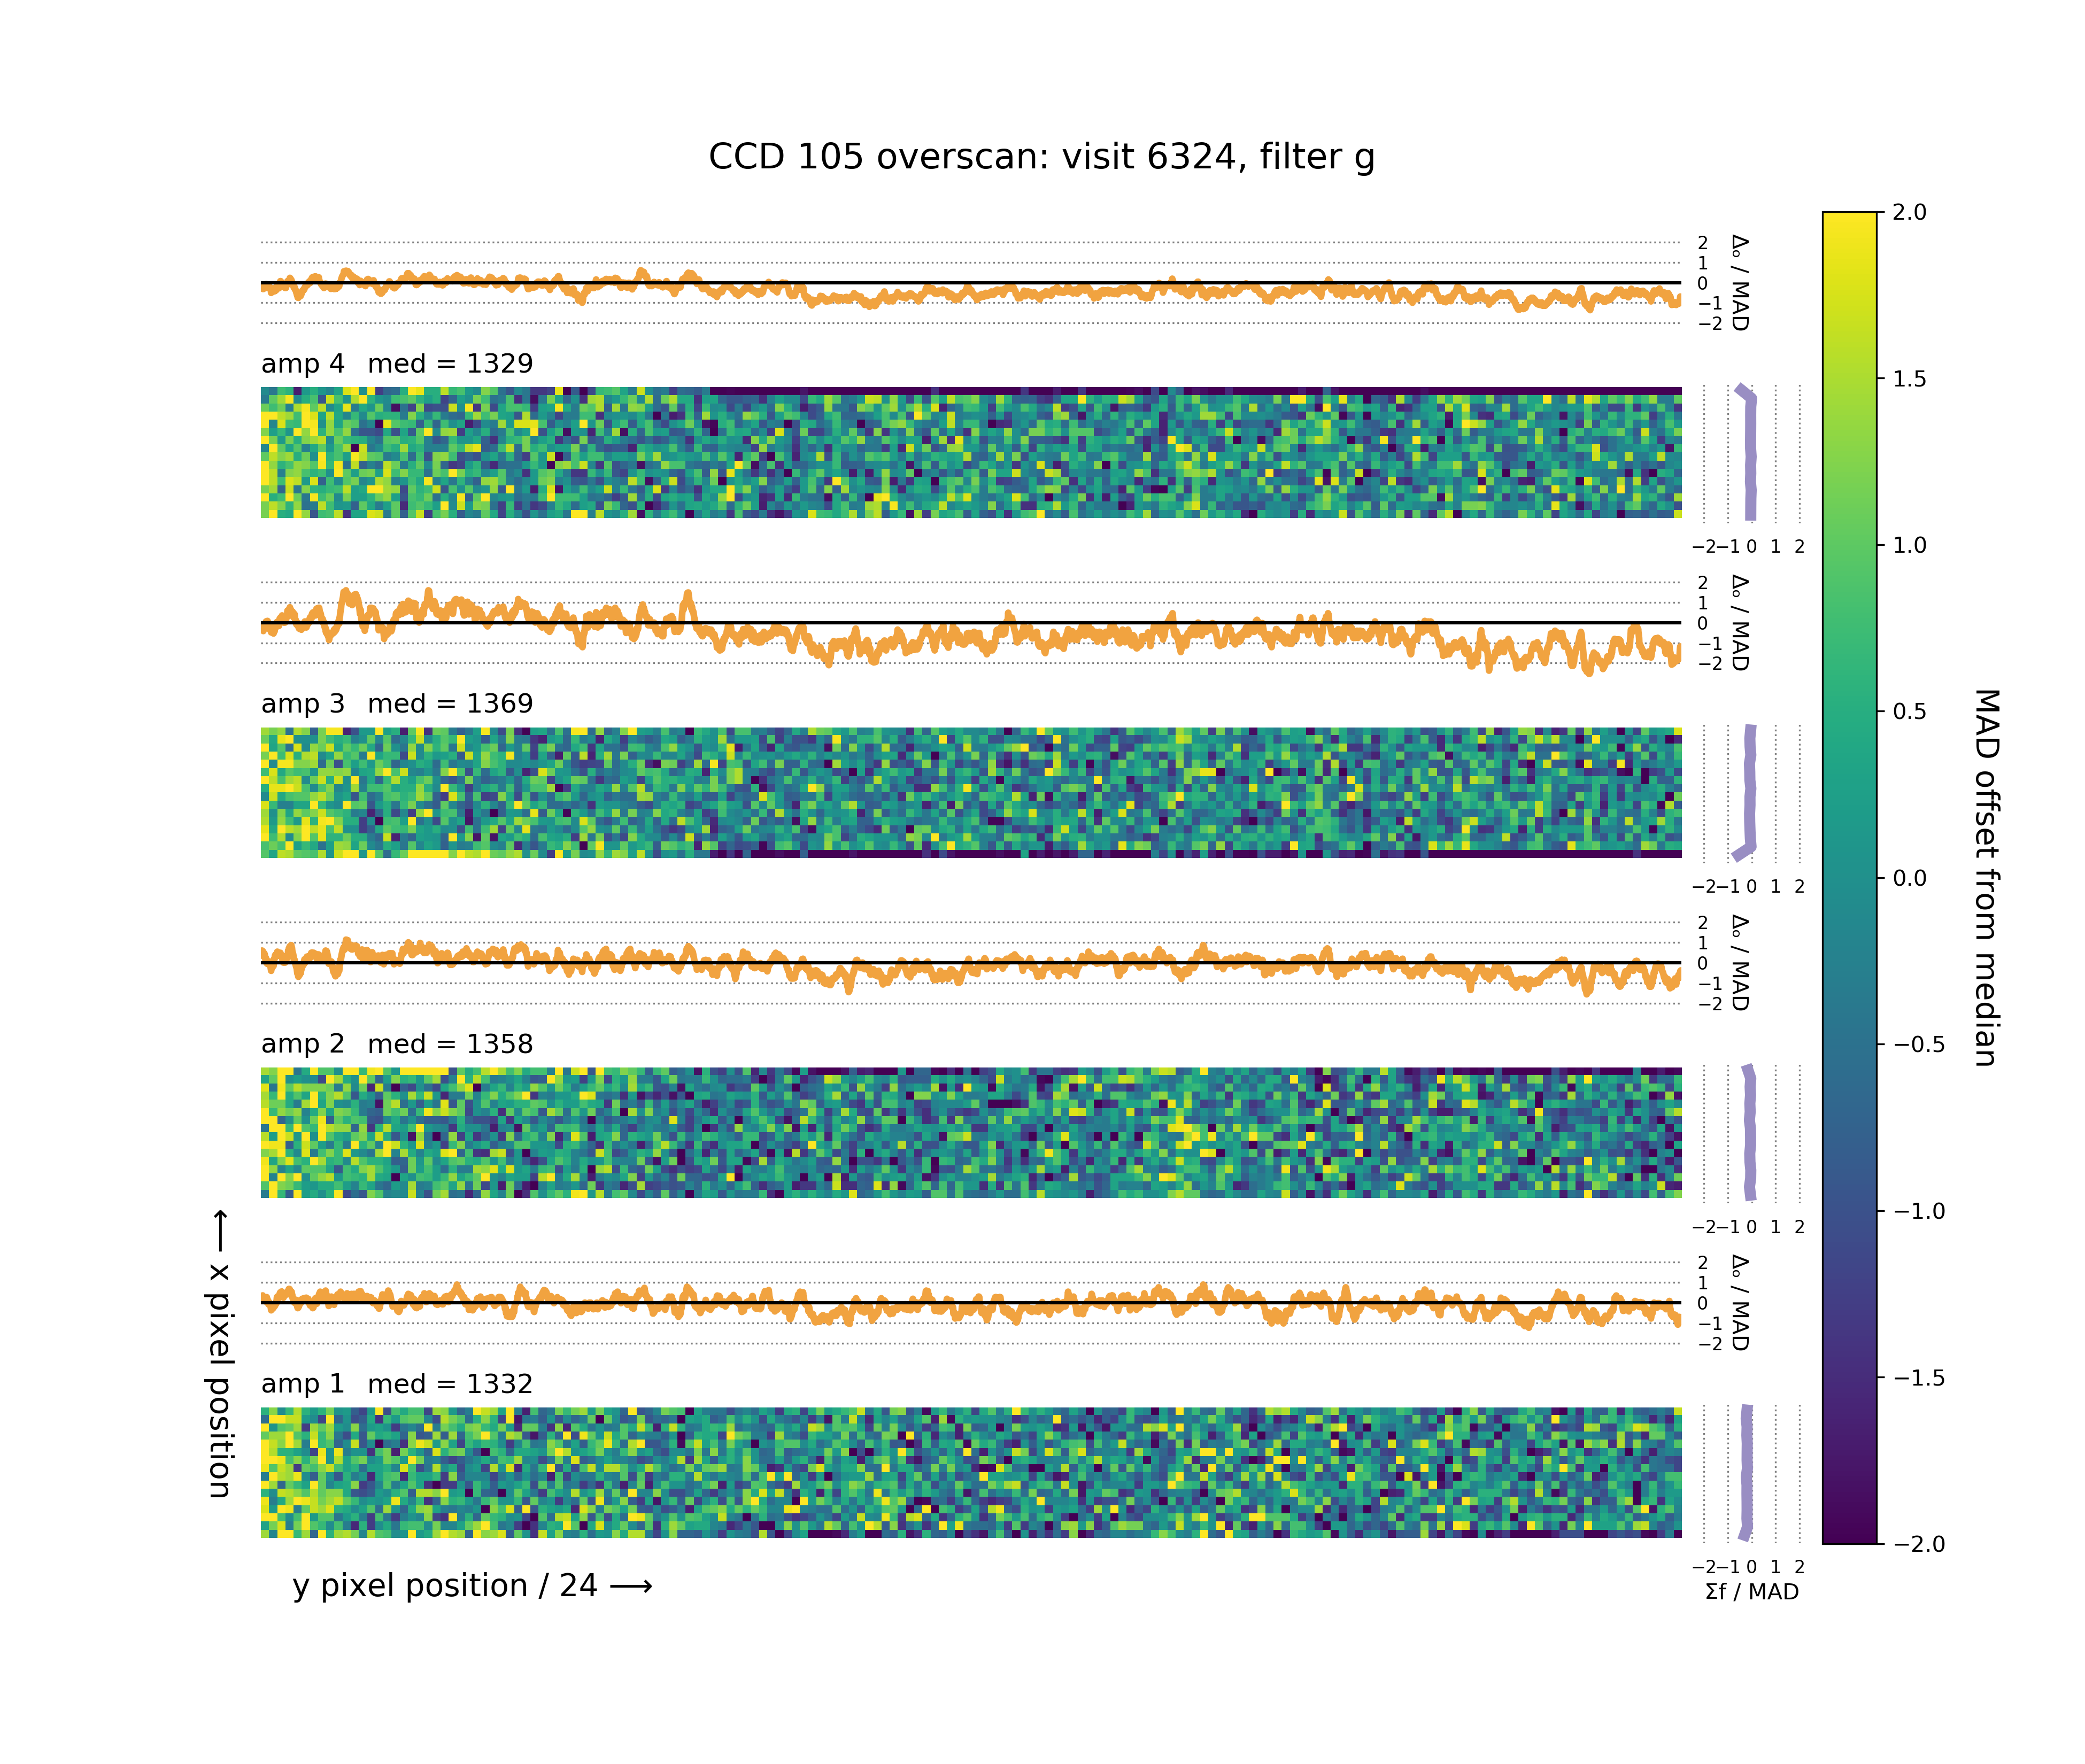 CCD 105 overscan: visit 6324, filter g
2
1
0
−1
−2
Δₒ / MAD
amp 4 med = 1329
−2 −1 0 1 2
2
1
0
−1
−2
Δₒ / MAD
amp 3 med = 1369
−2 −1 0 1 2
2
1
0
−1
−2
Δₒ / MAD
amp 2 med = 1358
−2 −1 0 1 2
2
1
0
−1
−2
Δₒ / MAD
amp 1 med = 1332
−2 −1 0 1 2
Σf / MAD
⟵ x pixel position
y pixel position / 24 ⟶
2.0
1.5
1.0
0.5
0.0
−0.5
−1.0
−1.5
−2.0
MAD offset from median